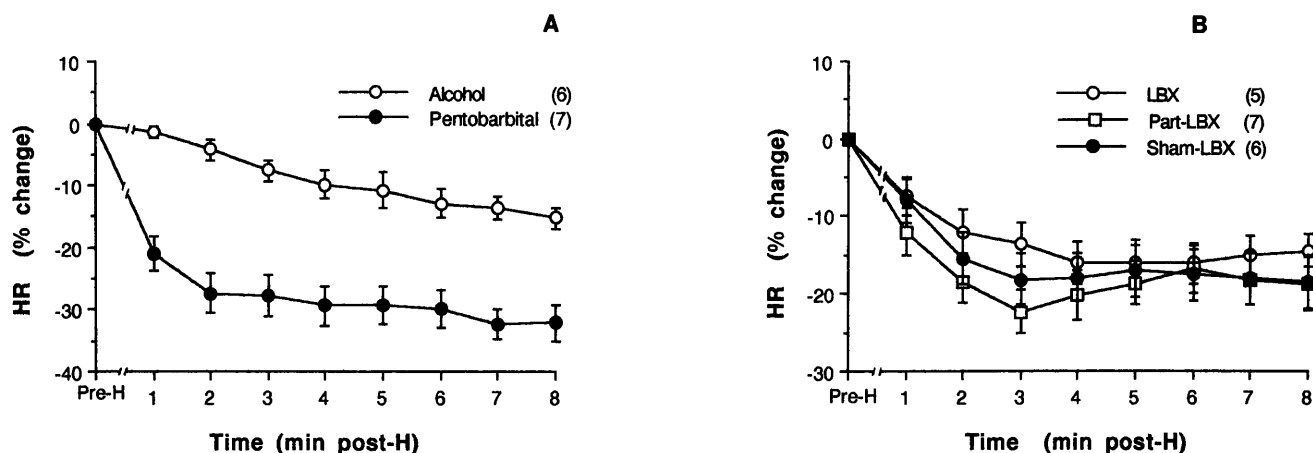 A
HR (% change)
10
0
-10
-20
-30
-40
Alcohol (6)
Pentobarbital (7)
Pre-H 1 2 3 4 5 6 7 8
Time (min post-H)
B
HR (% change)
10
0
-10
-20
-30
LBX (5)
Part-LBX (7)
Sham-LBX (6)
Pre-H 1 2 3 4 5 6 7 8
Time (min post-H)